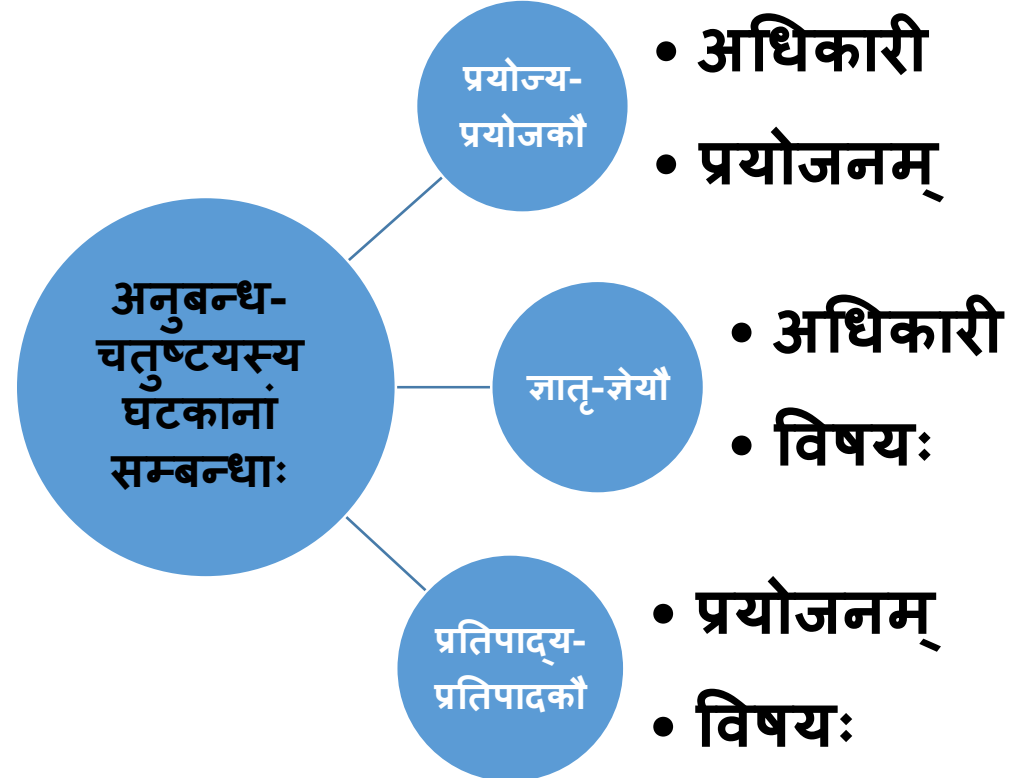 अनुबन्ध-
चतुष्टयस्य
घटकानां
सम्बन्धाः
प्रयोज्य-
प्रयोजकौ
• अधिकारी
• प्रयोजनम्
ज्ञातृ-ज्ञेयौ
• अधिकारी
• विषयः
प्रतिपाद्य-
प्रतिपादकौ
• प्रयोजनम्
• विषयः